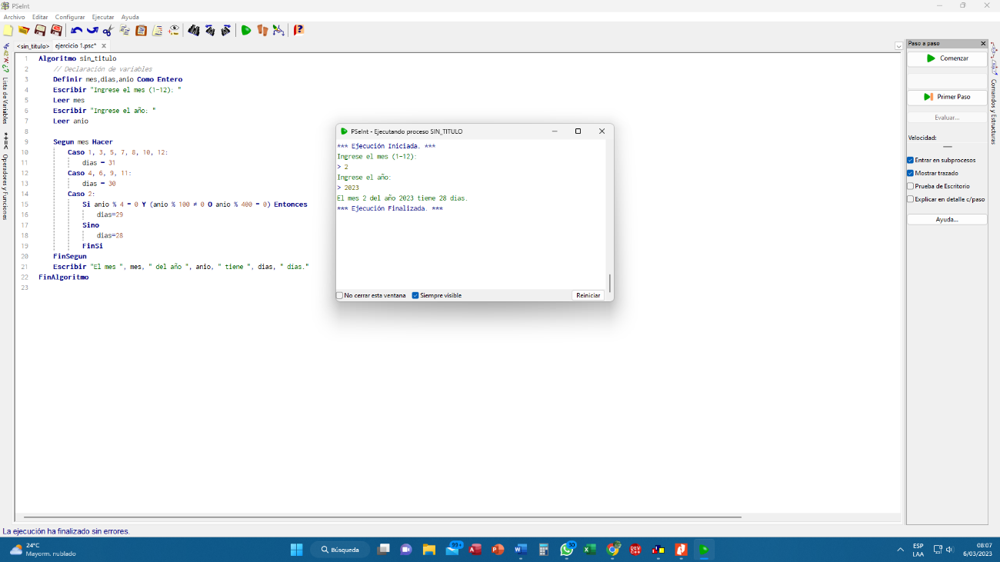 PSeInt
Archivo Editar Configurar Ejecutar Ayuda
<sin_titulo> ejercicio 1.psc*
Lista de Variables
Operadores y Funciones
1 Algoritmo sin_titulo
2 // Declaración de variables
3 Definir mes,dias,anio Como Entero
4 Escribir "Ingrese el mes (1-12): "
5 Leer mes
6 Escribir "Ingrese el año: "
7 Leer anio
8
9 Segun mes Hacer
10 Caso 1, 3, 5, 7, 8, 10, 12:
11 dias = 31
12 Caso 4, 6, 9, 11:
13 dias = 30
14 Caso 2:
15 Si anio % 4 = 0 Y (anio % 100 ≠ 0 O anio % 400 = 0) Entonces
16 dias=29
17 Sino
18 dias=28
19 FinSi
20 FinSegun
21 Escribir "El mes ", mes, " del año ", anio, " tiene ", dias, " días."
22 FinAlgoritmo
23
PSeInt - Ejecutando proceso SIN_TITULO
*** Ejecución Iniciada. ***
Ingrese el mes (1-12):
> 2
Ingrese el año:
> 2023
El mes 2 del año 2023 tiene 28 días.
*** Ejecución Finalizada. ***
No cerrar esta ventana Siempre visible Reiniciar
Paso a paso
Comenzar
Primer Paso
Evaluar...
Velocidad:
Entrar en subprocesos
Mostrar trazado
Prueba de Escritorio
Explicar en detalle c/paso
Ayuda...
Comandos y Estructuras
La ejecución ha finalizado sin errores.
24°C
Mayorm. nublado
Búsqueda
99+
30
DEV
C++
ESP
LAA
08:07
6/03/2023